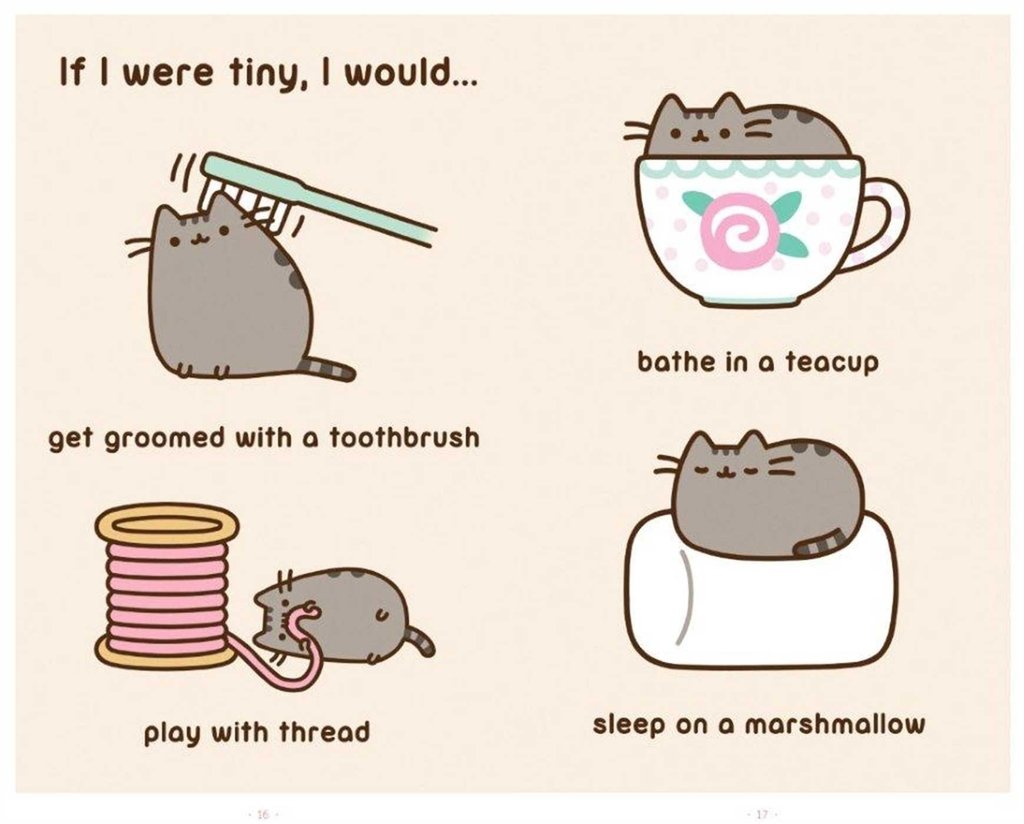 If I were tiny, I would...
get groomed with a toothbrush
play with thread
bathe in a teacup
sleep on a marshmallow
· 16 ·
· 17 ·